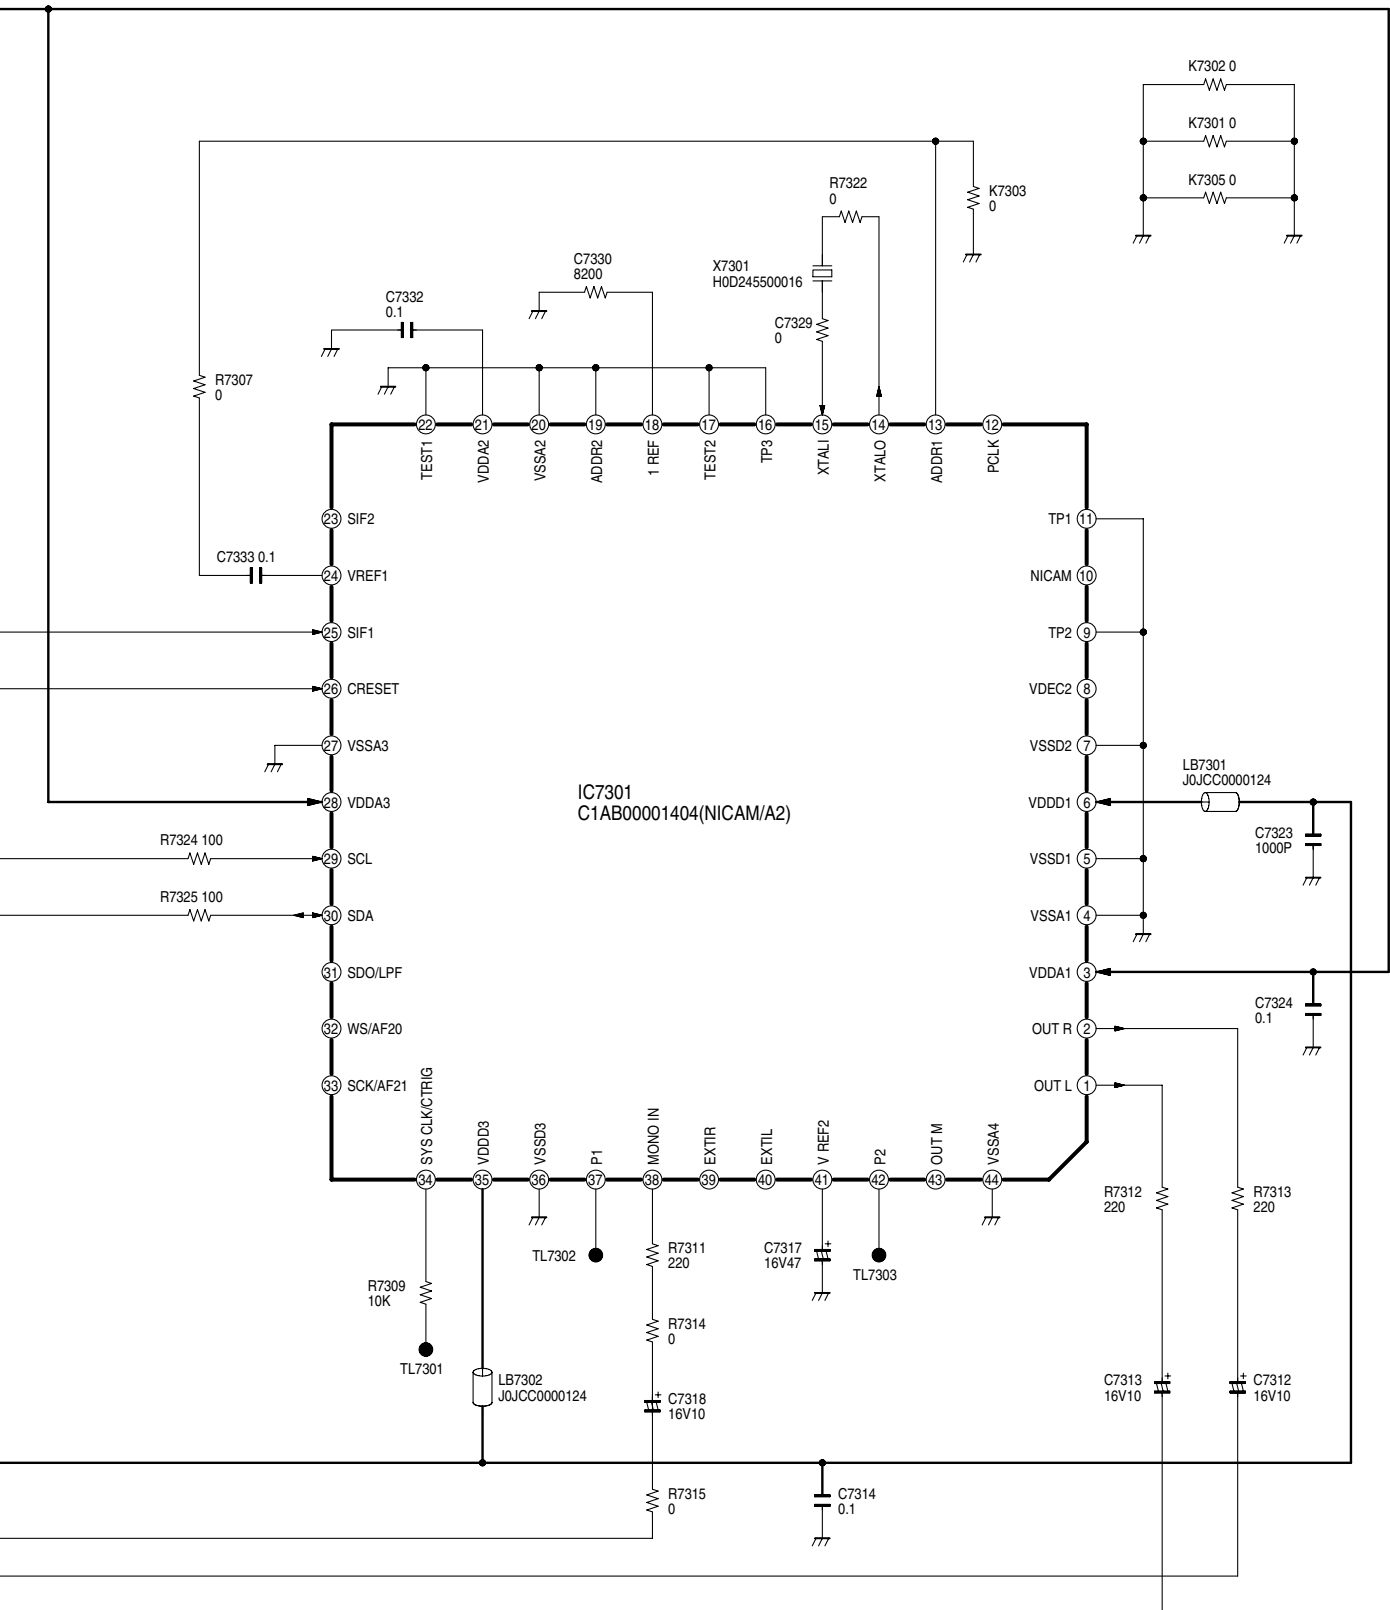 K7302 0
K7301 0
K7305 0
R7322
0
K7303
0
C7330
8200
X7301
H0D245500016
C7332
0.1
C7329
0
R7307
0
22 21 20 19 18 17 16 15 14 13 12
TEST1
VDDA2
VSSA2
ADDR2
1 REF
TEST2
TP3
XTALI
XTALO
ADDR1
PCLK
23 SIF2
TP1 11
C7333 0.1
24 VREF1
NICAM 10
25 SIF1
TP2 9
26 CRESET
VDEC2 8
27 VSSA3
VSSD2 7
LB7301
J0JCC0000124
IC7301
C1AB00001404(NICAM/A2)
28 VDDA3
VDDD1 6
C7323
1000P
R7324 100
29 SCL
VSSD1 5
R7325 100
30 SDA
VSSA1 4
31 SDO/LPF
VDDA1 3
C7324
0.1
32 WS/AF20
OUT R 2
33 SCK/AF21
OUT L 1
SYS CLK/CTRIG
VDDD3
VSSD3
P1
MONO IN
EXTIR
EXTIL
V REF2
P2
OUT M
VSSA4
34 35 36 37 38 39 40 41 42 43 44
R7312
220
R7313
220
TL7302
R7311
220
C7317
16V47
+
TL7303
R7309
10K
R7314
0
TL7301
LB7302
J0JCC0000124
+
C7318
16V10
C7313
16V10
+
+
C7312
16V10
R7315
0
C7314
0.1